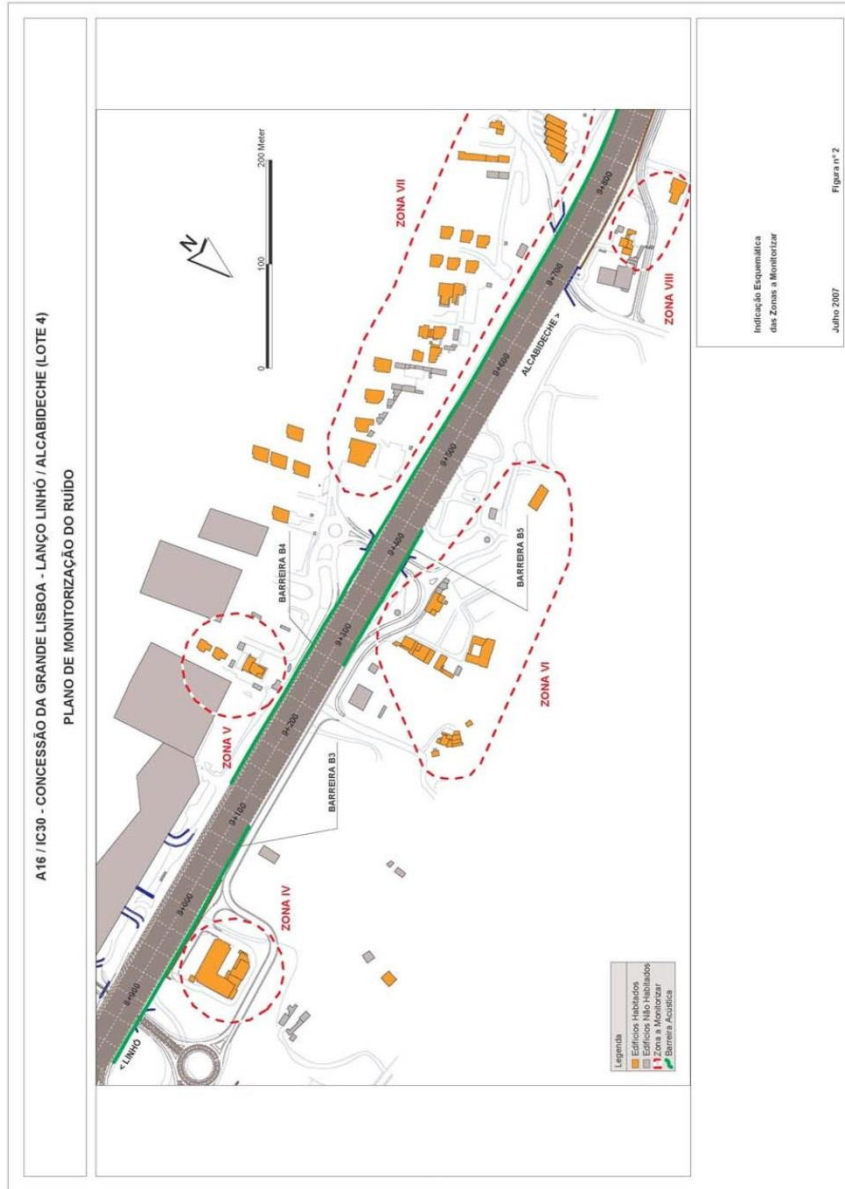 A16 / IC30 - CONCESSÃO DA GRANDE LISBOA - LANÇO LINHÓ / ALCABIDECHE (LOTE 4)
PLANO DE MONITORIZAÇÃO DO RUÍDO
N
0 100 200 Meter
< LINHÓ
8+900
9+000
9+100
9+200
9+300
9+400
9+500
9+600
9+700
9+800
ALCABIDECHE >
ZONA IV
BARREIRA B3
ZONA V
BARREIRA B4
ZONA VI
BARREIRA B5
ZONA VII
ZONA VIII
Legenda
Edifícios Habitados
Edifícios Não Habitados
Zona a Monitorizar
Barreira Acústica
Indicação Esquemática
das Zonas a Monitorizar
Julho 2007 Figura nº 2